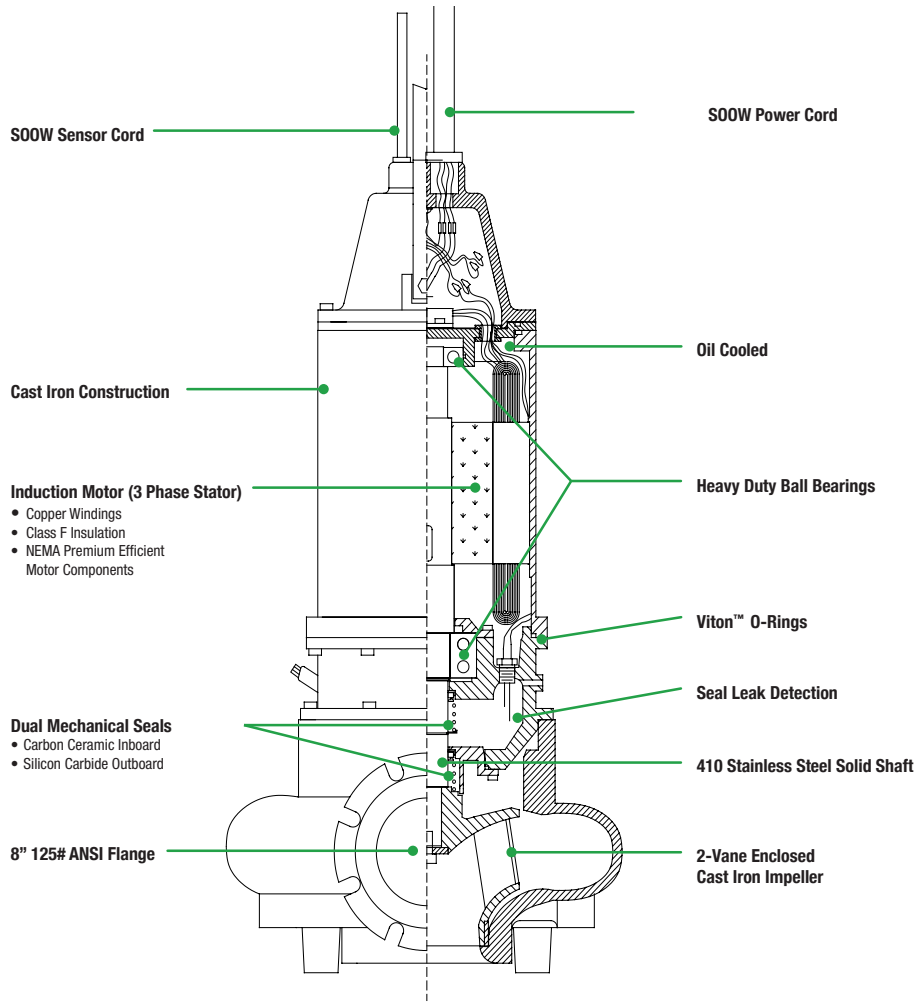 SOOW Sensor Cord
SOOW Power Cord
Oil Cooled
Cast Iron Construction
Induction Motor (3 Phase Stator)
• Copper Windings
• Class F Insulation
• NEMA Premium Efficient
Motor Components
Heavy Duty Ball Bearings
Viton™ O-Rings
Seal Leak Detection
Dual Mechanical Seals
• Carbon Ceramic Inboard
• Silicon Carbide Outboard
410 Stainless Steel Solid Shaft
8” 125# ANSI Flange
2-Vane Enclosed
Cast Iron Impeller